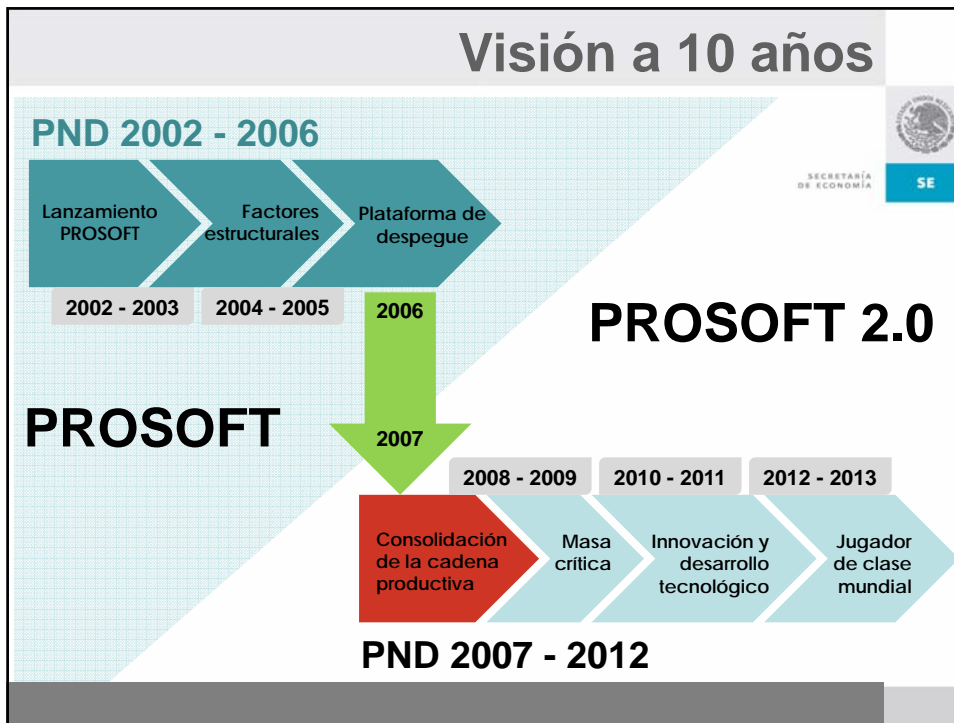 Visión a 10 años
PND 2002 - 2006
SECRETARÍA
DE ECONOMÍA
SE
Lanzamiento
PROSOFT
Factores
estructurales
Plataforma de
despegue
2002 - 2003
2004 - 2005
2006
PROSOFT 2.0
PROSOFT
2007
2008 - 2009
2010 - 2011
2012 - 2013
Consolidación
de la cadena
productiva
Masa
crítica
Innovación y
desarrollo
tecnológico
Jugador
de clase
mundial
PND 2007 - 2012